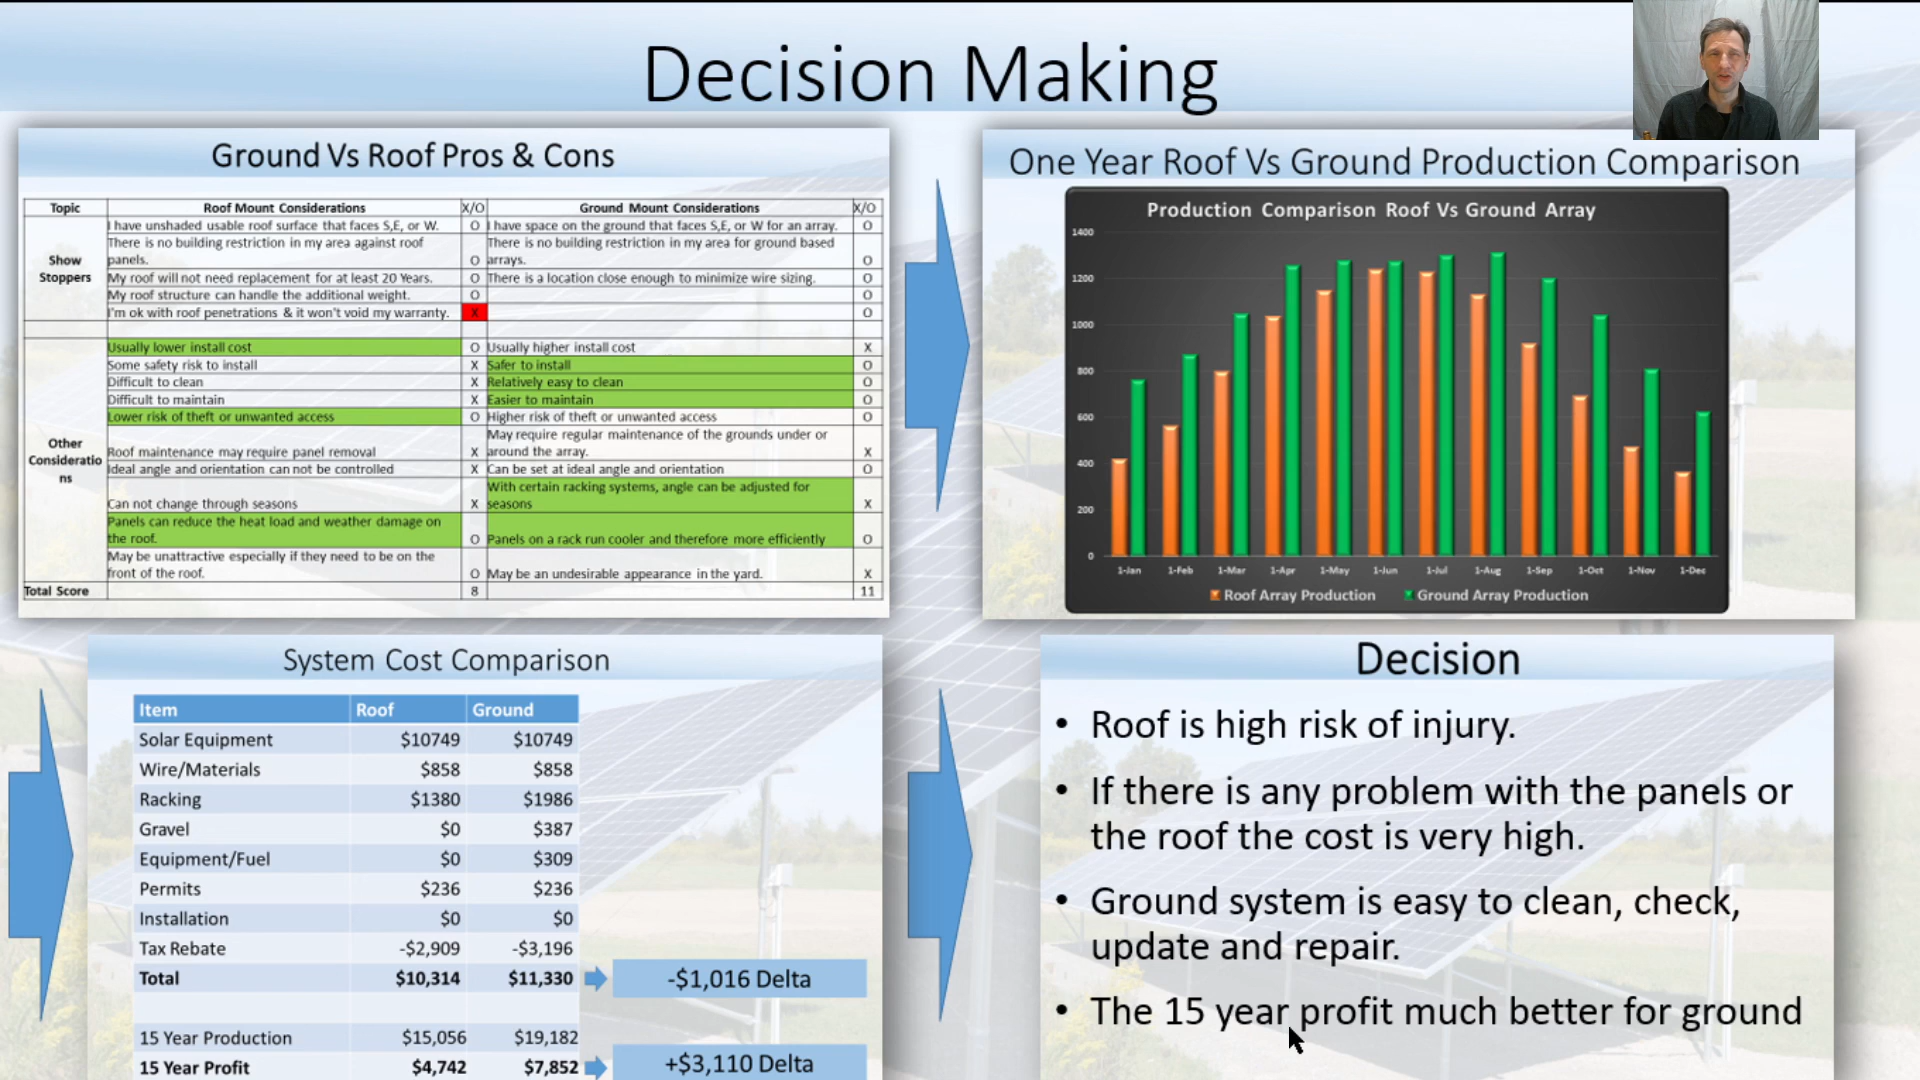 Decision Making
Ground Vs Roof Pros & Cons
Topic Roof Mount Considerations X/O Ground Mount Considerations X/O
Show Stoppers
I have unshaded usable roof surface that faces S,E, or W. O I have space on the ground that faces S,E, or W for an array. O
There is no building restriction in my area against roof panels. O There is no building restriction in my area for ground based arrays. O
My roof will not need replacement for at least 20 Years. O There is a location close enough to minimize wire sizing. O
My roof structure can handle the additional weight. O O
I'm ok with roof penetrations & it won't void my warranty. X O
Other Considerations
Usually lower install cost O Usually higher install cost X
Some safety risk to install X Safer to install O
Difficult to clean X Relatively easy to clean O
Difficult to maintain X Easier to maintain O
Lower risk of theft or unwanted access O Higher risk of theft or unwanted access O
Roof maintenance may require panel removal X May require regular maintenance of the grounds under or around the array. X
Ideal angle and orientation can not be controlled X Can be set at ideal angle and orientation O
Can not change through seasons X With certain racking systems, angle can be adjusted for seasons X
Panels can reduce the heat load and weather damage on the roof. O Panels on a rack run cooler and therefore more efficiently O
May be unattractive especially if they need to be on the front of the roof. O May be an undesirable appearance in the yard. X
Total Score 8 11
One Year Roof Vs Ground Production Comparison
Production Comparison Roof Vs Ground Array
1400
1200
1000
800
600
400
200
0
1-Jan 1-Feb 1-Mar 1-Apr 1-May 1-Jun 1-Jul 1-Aug 1-Sep 1-Oct 1-Nov 1-Dec
Roof Array Production Ground Array Production
System Cost Comparison
Item Roof Ground
Solar Equipment $10749 $10749
Wire/Materials $858 $858
Racking $1380 $1986
Gravel $0 $387
Equipment/Fuel $0 $309
Permits $236 $236
Installation $0 $0
Tax Rebate -$2,909 -$3,196
Total $10,314 $11,330 -$1,016 Delta
15 Year Production $15,056 $19,182
15 Year Profit $4,742 $7,852 +$3,110 Delta
Decision
• Roof is high risk of injury.
• If there is any problem with the panels or
the roof the cost is very high.
• Ground system is easy to clean, check,
update and repair.
• The 15 year profit much better for ground